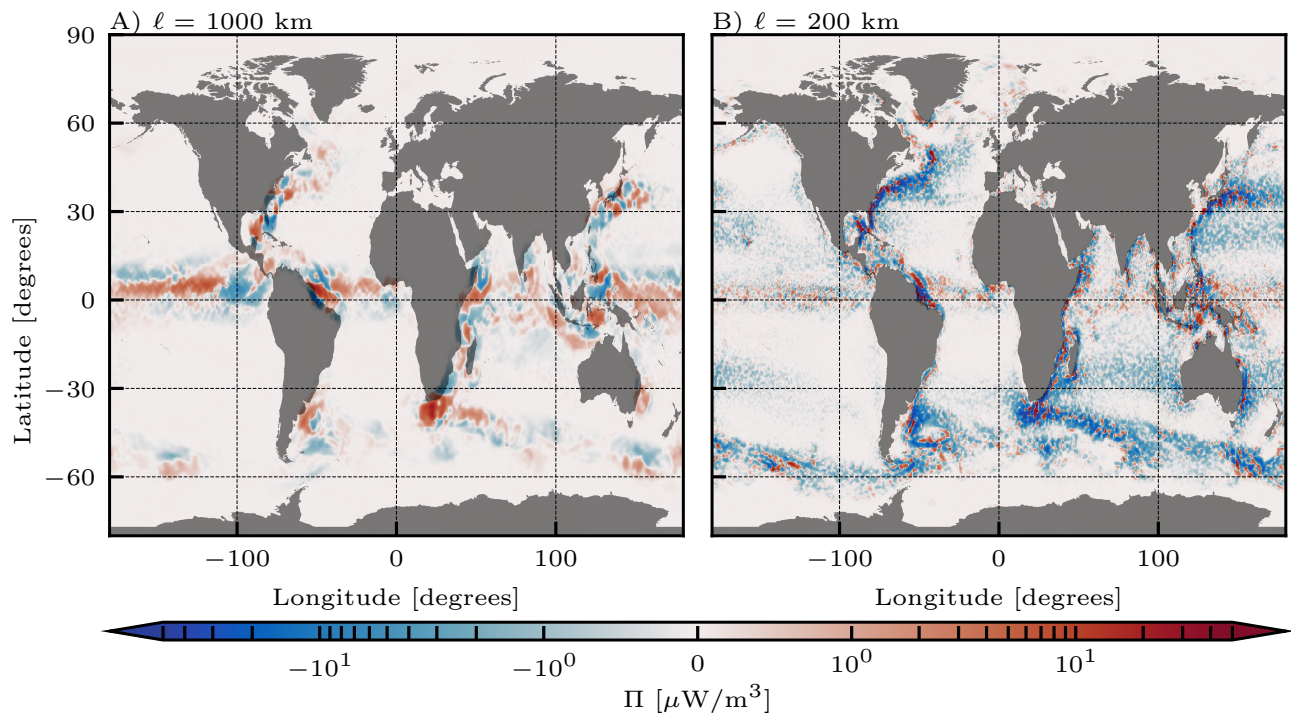 A) ℓ = 1000 km
B) ℓ = 200 km
90
60
30
0
−30
−60
Latitude [degrees]
−100 0 100
−100 0 100
Longitude [degrees]
Longitude [degrees]
−10¹ −10⁰ 0 10⁰ 10¹
Π [μW/m³]